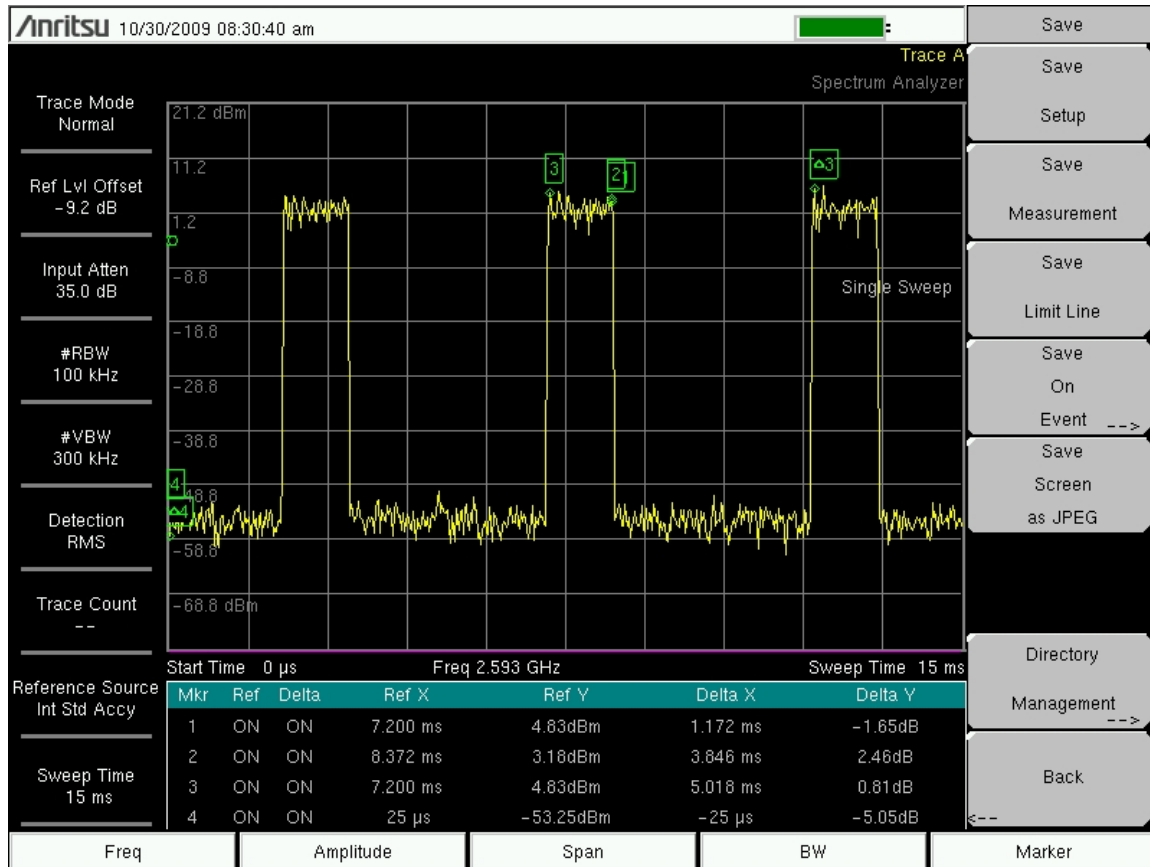 Anritsu 10/30/2009 08:30:40 am
Trace A
Spectrum Analyzer
Trace Mode
Normal
Ref Lvl Offset
-9.2 dB
Input Atten
35.0 dB
#RBW
100 kHz
#VBW
300 kHz
Detection
RMS
Trace Count
--
Reference Source
Int Std Accy
Sweep Time
15 ms
21.2 dBm
11.2
1.2
-8.8
-18.8
-28.8
-38.8
-48.8
-58.8
-68.8 dBm
3
2
1
Δ3
4
Δ4
Single Sweep
Start Time 0 µs Freq 2.593 GHz Sweep Time 15 ms
Mkr Ref Delta Ref X Ref Y Delta X Delta Y
1 ON ON 7.200 ms 4.83dBm 1.172 ms -1.65dB
2 ON ON 8.372 ms 3.18dBm 3.846 ms 2.46dB
3 ON ON 7.200 ms 4.83dBm 5.018 ms 0.81dB
4 ON ON 25 µs -53.25dBm -25 µs -5.05dB
Save
Save
Setup
Save
Measurement
Save
Limit Line
Save
On
Event -->
Save
Screen
as JPEG
Directory
Management
-->
Back
<--
Freq Amplitude Span BW Marker